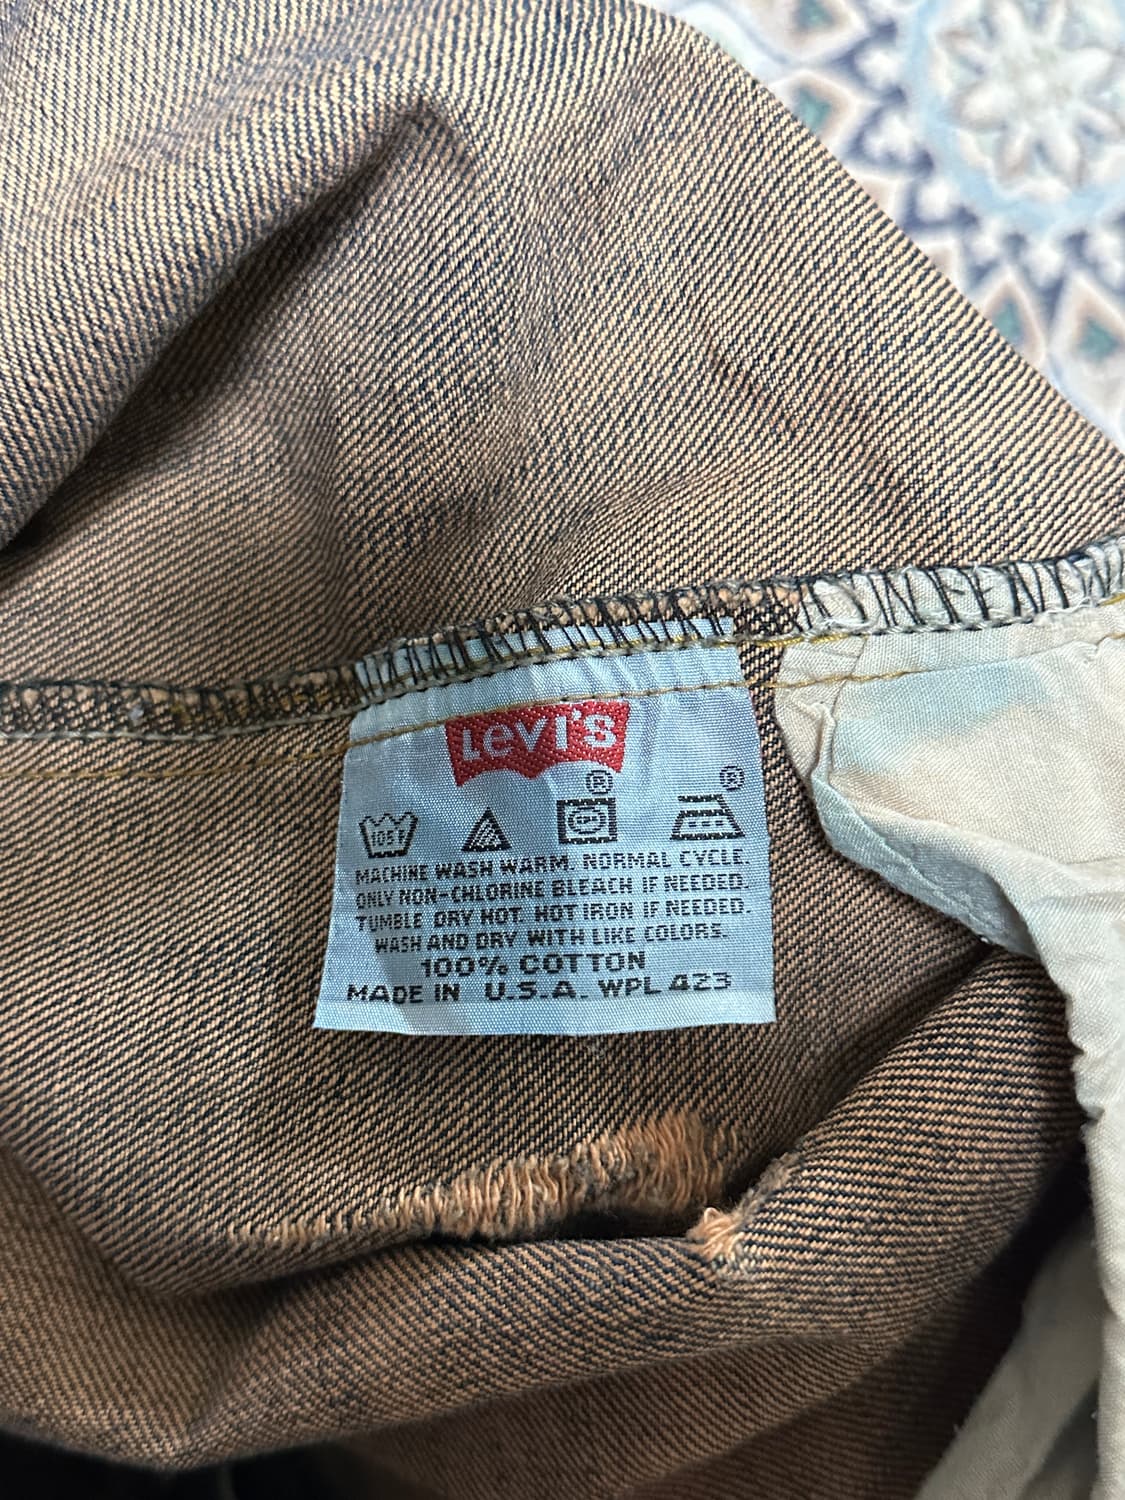 Levi's
®
®
105F
MACHINE WASH WARM. NORMAL CYCLE.
ONLY NON-CHLORINE BLEACH IF NEEDED.
TUMBLE DRY HOT. HOT IRON IF NEEDED.
WASH AND DRY WITH LIKE COLORS.
100% COTTON
MADE IN U.S.A. WPL 423